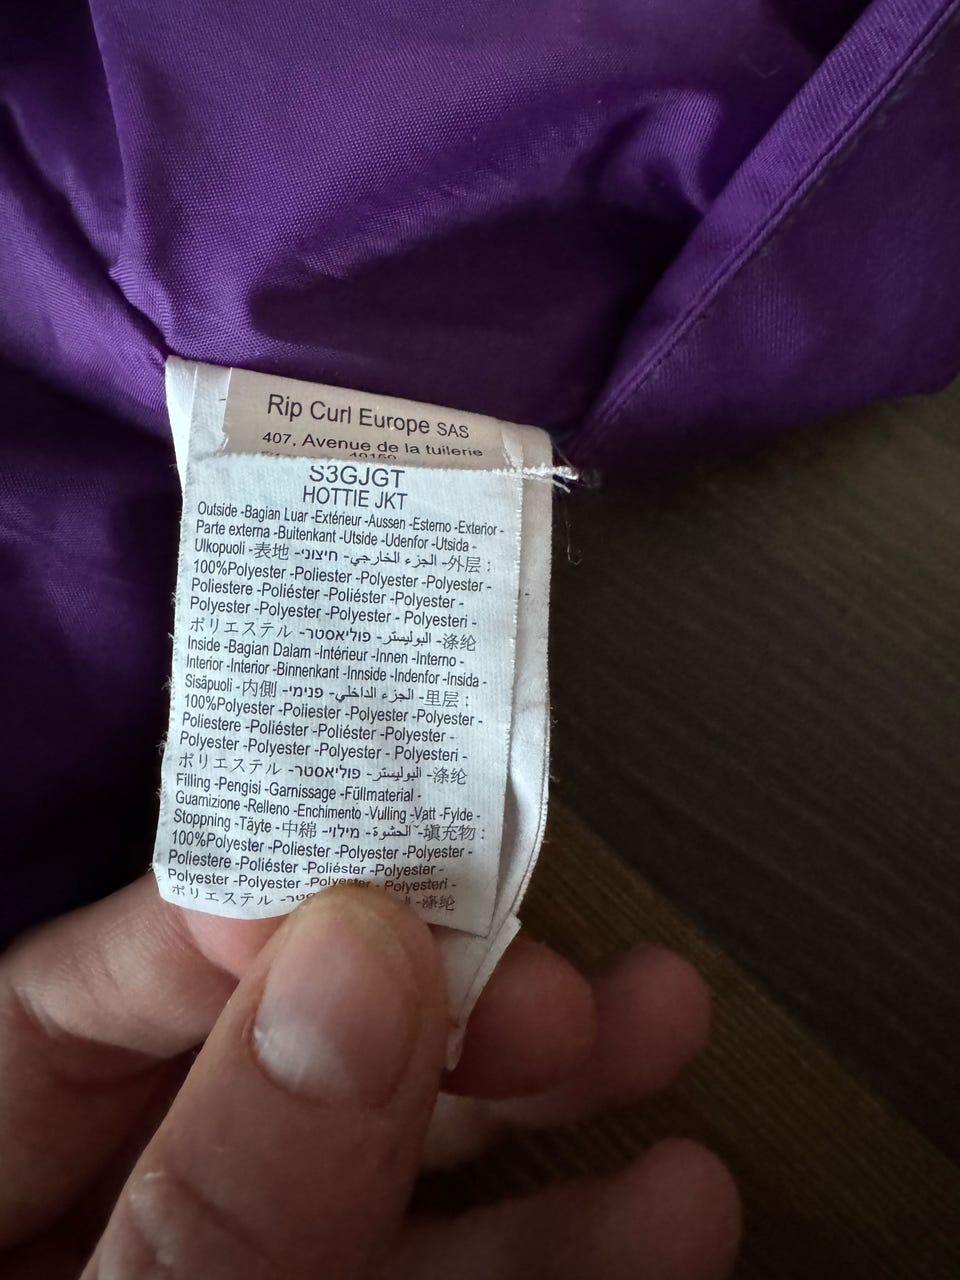 Rip Curl Europe SAS
407, Avenue de la tuilerie
40150
S3GJGT
HOTTIE JKT
Outside -Bagian Luar -Extérieur -Aussen -Esterno -Exterior -
Parte externa -Buitenkant -Utside -Udenfor -Utsida -
Ulkopuoli -表地 -חיצוני- الجزء الخارجي -外层 :
100%Polyester -Poliester -Polyester -Polyester -
Poliestere -Poliéster -Poliéster -Polyester -
Polyester -Polyester -Polyester - Polyesteri -
ポリエステル -פוליאסטר- البوليستر -涤纶
Inside -Bagian Dalam -Intérieur -Innen -Interno -
Interior -Interior -Binnenkant -Innside -Indenfor -Insida -
Sisäpuoli -内側 -פנימי- الجزء الداخلي -里层 :
100%Polyester -Poliester -Polyester -Polyester -
Poliestere -Poliéster -Poliéster -Polyester -
Polyester -Polyester -Polyester -Polyesteri -
ポリエステル -פוליאסטר- البوليستر -涤纶
Filling -Pengisi -Garnissage -Füllmaterial -
Guarnizione -Relleno -Enchimento -Vulling -Vatt -Fylde -
Stoppning -Täyte -中綿 -מילוי- الحشوة -填充物 :
100%Polyester -Poliester -Polyester -Polyester -
Poliestere -Poliéster -Poliéster -Polyester -
Polyester -Polyester -Polyester - Polyesteri -
ポリエステル -涤纶